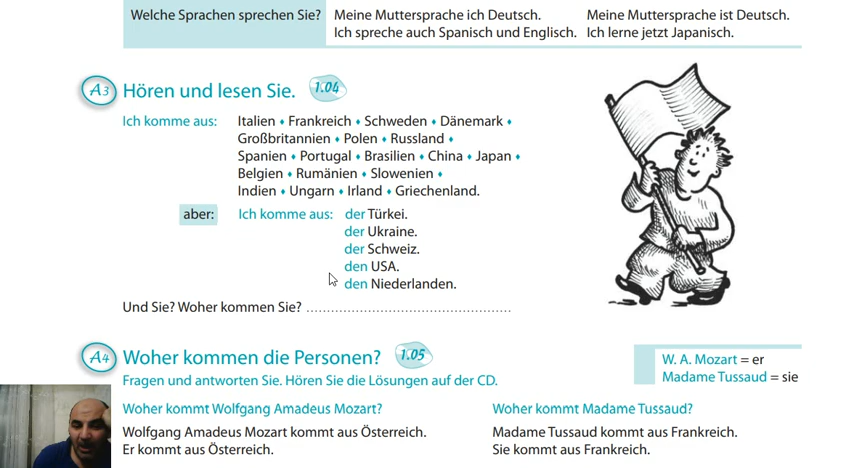 Welche Sprachen sprechen Sie?
Meine Muttersprache ich Deutsch.
Ich spreche auch Spanisch und Englisch.
Meine Muttersprache ist Deutsch.
Ich lerne jetzt Japanisch.
A3 Hören und lesen Sie. 1.04
Ich komme aus: Italien ♦ Frankreich ♦ Schweden ♦ Dänemark ♦
Großbritannien ♦ Polen ♦ Russland ♦
Spanien ♦ Portugal ♦ Brasilien ♦ China ♦ Japan ♦
Belgien ♦ Rumänien ♦ Slowenien ♦
Indien ♦ Ungarn ♦ Irland ♦ Griechenland.
aber: Ich komme aus: der Türkei.
der Ukraine.
der Schweiz.
den USA.
den Niederlanden.
Und Sie? Woher kommen Sie? ................................................
A4 Woher kommen die Personen? 1.05
Fragen und antworten Sie. Hören Sie die Lösungen auf der CD.
W. A. Mozart = er
Madame Tussaud = sie
Woher kommt Wolfgang Amadeus Mozart?
Wolfgang Amadeus Mozart kommt aus Österreich.
Er kommt aus Österreich.
Woher kommt Madame Tussaud?
Madame Tussaud kommt aus Frankreich.
Sie kommt aus Frankreich.